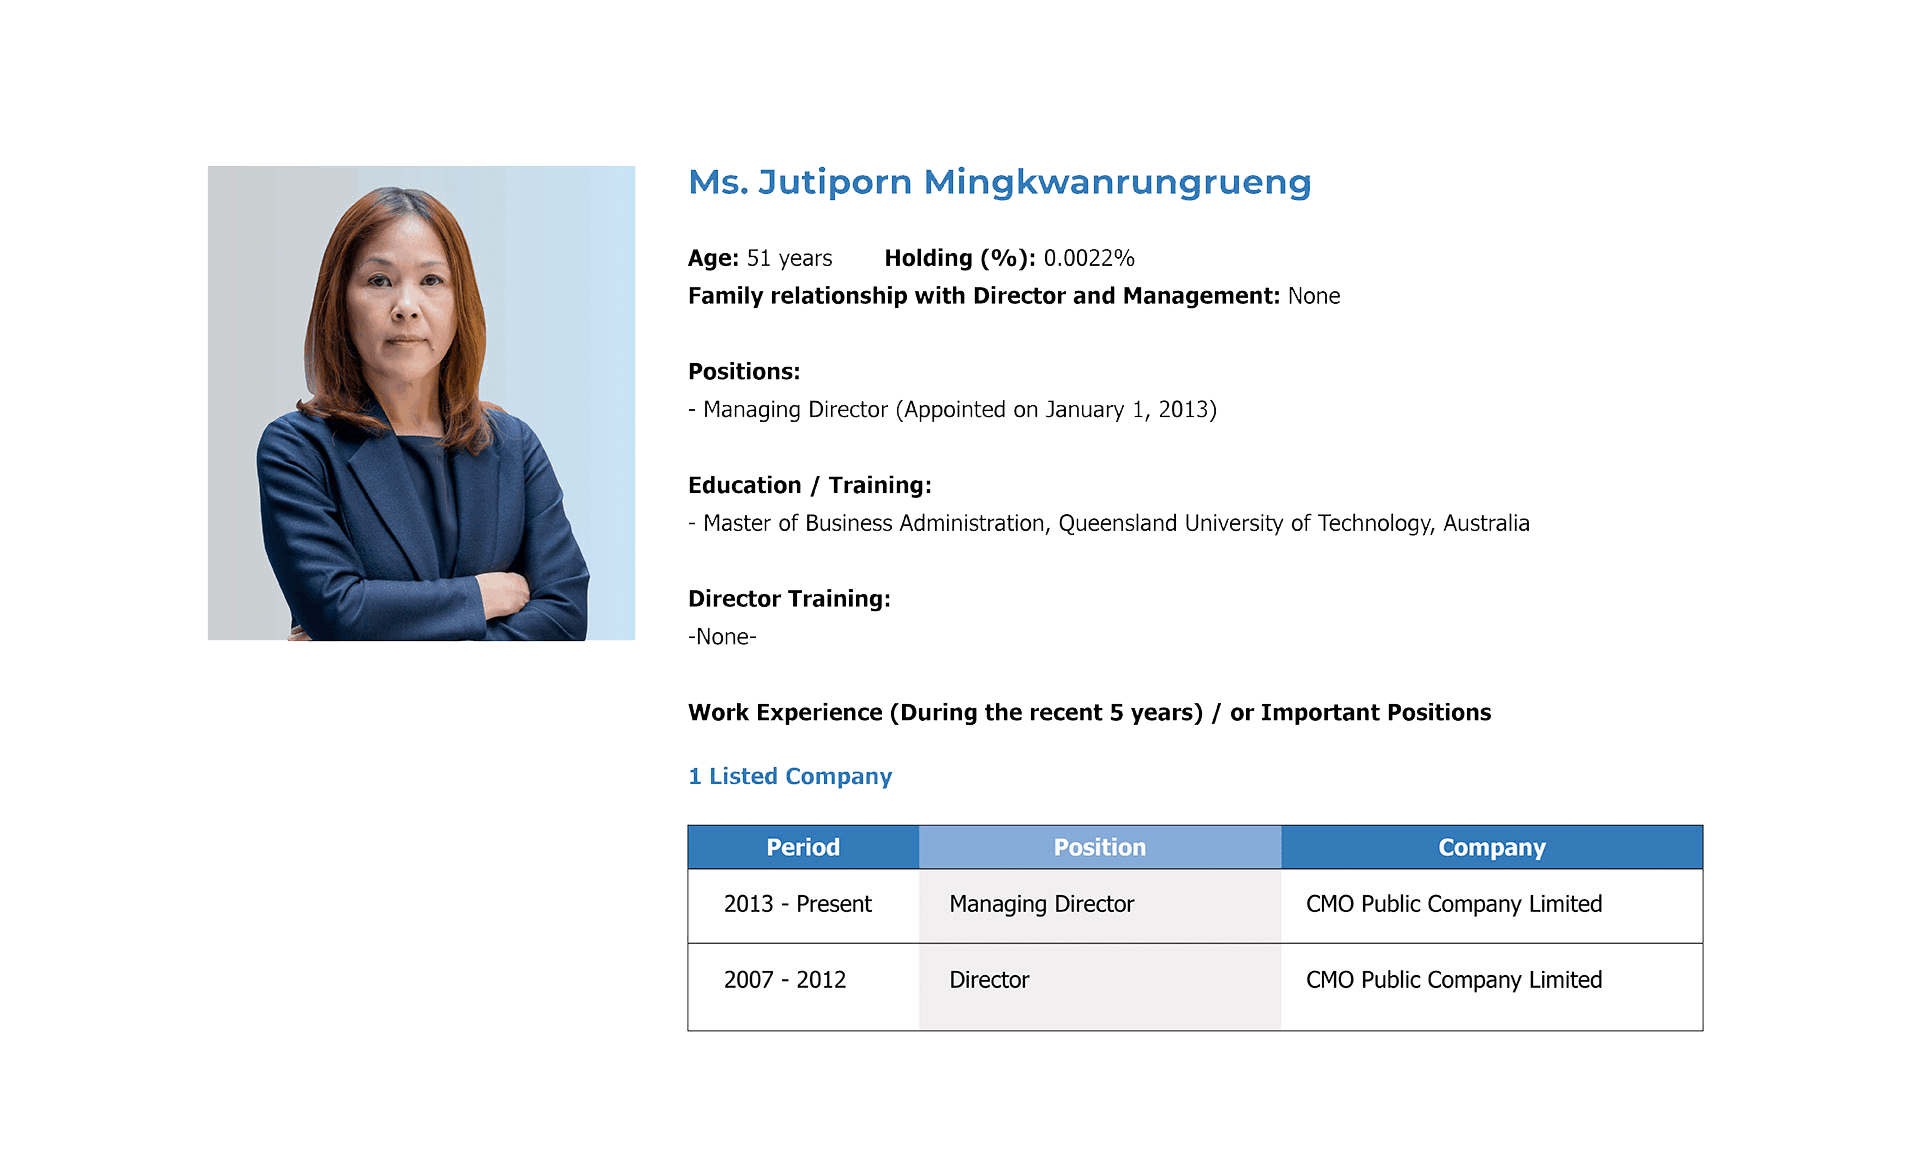 Ms. Jutiporn Mingkwanrungrueng
Age: 51 years Holding (%): 0.0022%
Family relationship with Director and Management: None
Positions:
- Managing Director (Appointed on January 1, 2013)
Education / Training:
- Master of Business Administration, Queensland University of Technology, Australia
Director Training:
-None-
Work Experience (During the recent 5 years) / or Important Positions
1 Listed Company
Period Position Company
2013 - Present Managing Director CMO Public Company Limited
2007 - 2012 Director CMO Public Company Limited